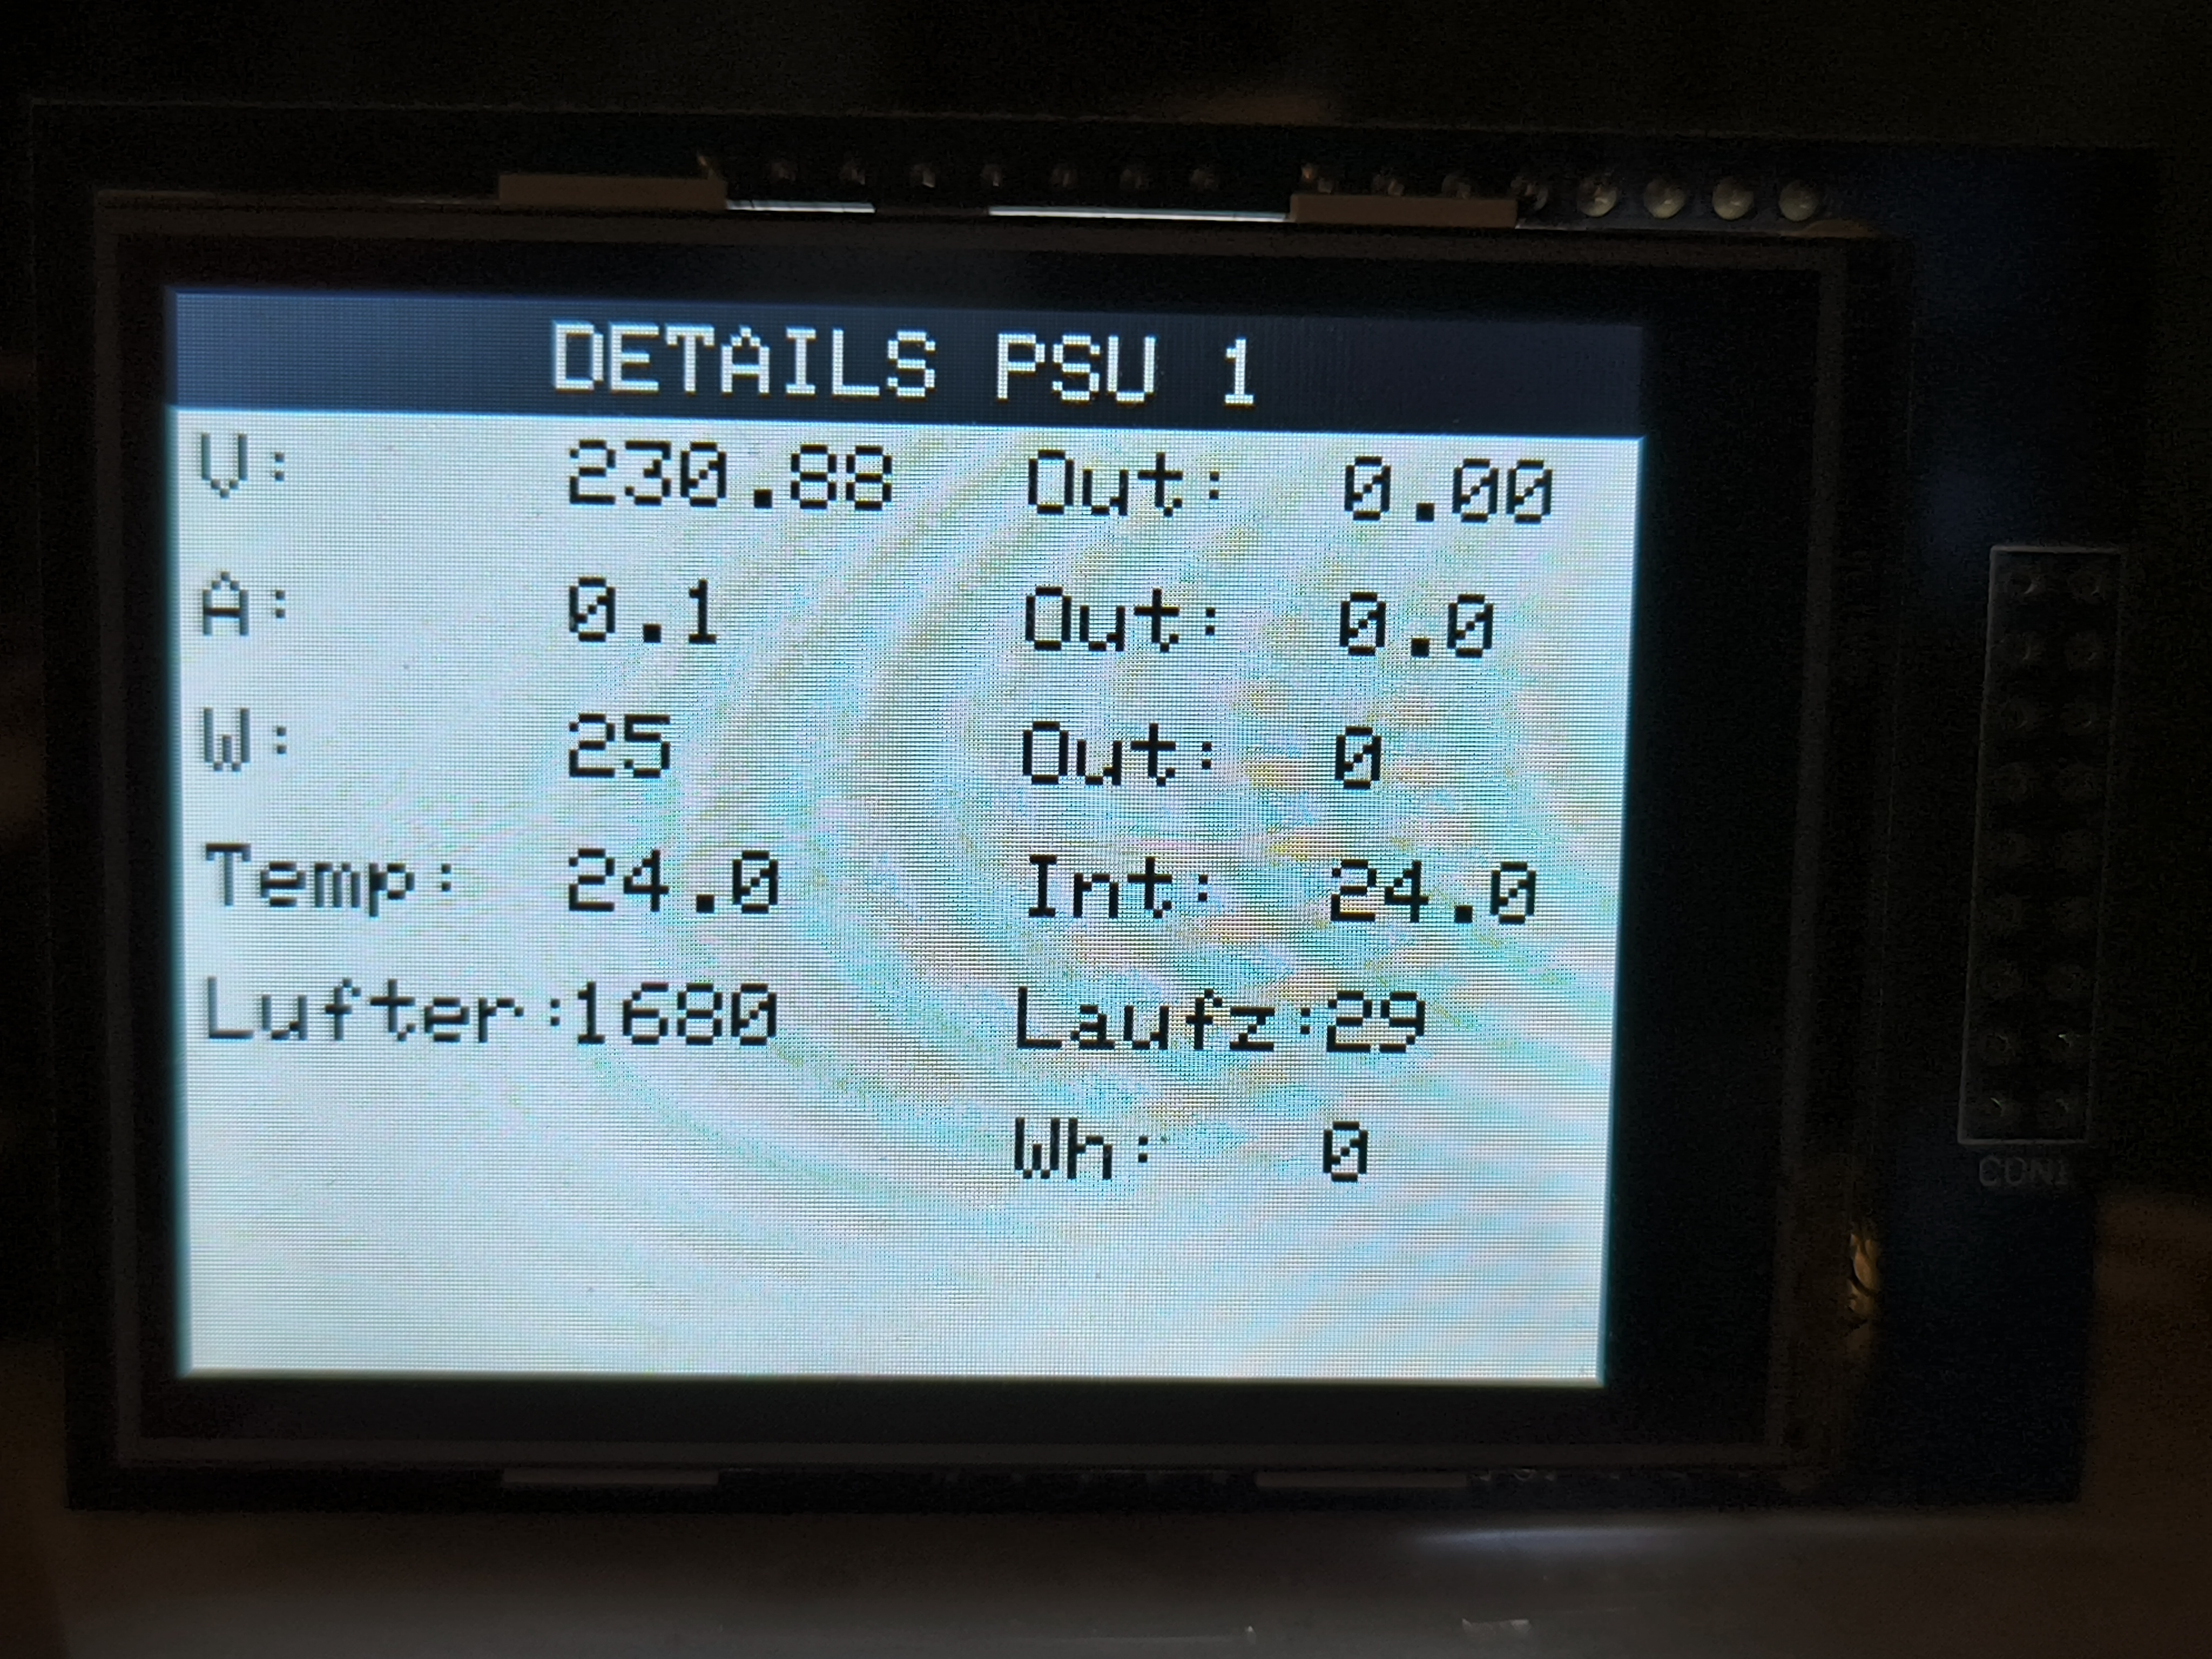 DETAILS PSU 1
V: 230.88 Out: 0.00
A: 0.1 Out: 0.0
W: 25 Out: 0
Temp: 24.0 Int: 24.0
Lufter:1680 Laufz:29
Wh: 0
CON1